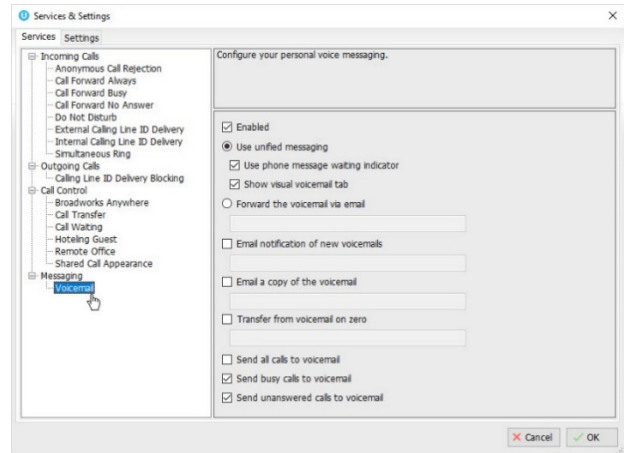 Services & Settings
Services Settings
Incoming Calls
Anonymous Call Rejection
Call Forward Always
Call Forward Busy
Call Forward No Answer
Do Not Disturb
External Calling Line ID Delivery
Internal Calling Line ID Delivery
Simultaneous Ring
Outgoing Calls
Calling Line ID Delivery Blocking
Call Control
Broadworks Anywhere
Call Transfer
Call Waiting
Hoteling Guest
Remote Office
Shared Call Appearance
Messaging
Voicemail
Configure your personal voice messaging.
Enabled
Use unified messaging
Use phone message waiting indicator
Show visual voicemail tab
Forward the voicemail via email
Email notification of new voicemails
Email a copy of the voicemail
Transfer from voicemail on zero
Send all calls to voicemail
Send busy calls to voicemail
Send unanswered calls to voicemail
Cancel OK